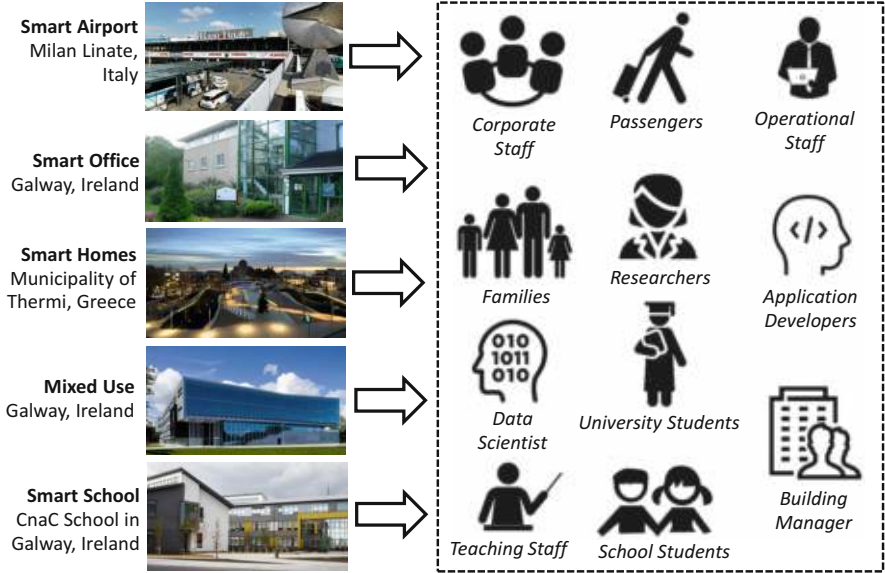 Smart Airport
Milan Linate,
Italy
Smart Office
Galway, Ireland
Smart Homes
Municipality of
Thermi, Greece
Mixed Use
Galway, Ireland
Smart School
CnaC School in
Galway, Ireland
Corporate
Staff
Passengers
Operational
Staff
Families
Researchers
</>
Application
Developers
010
1011
010
Data
Scientist
University Students
Building
Manager
Teaching Staff
School Students